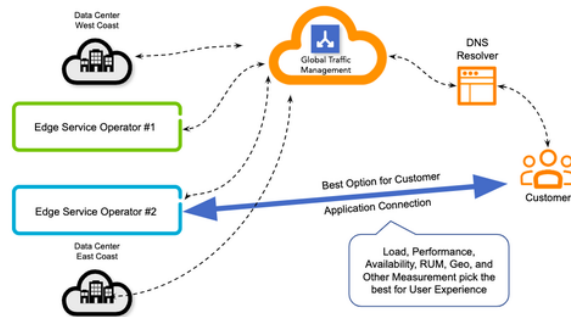 Data Center
West Coast
Global Traffic
Management
DNS
Resolver
Edge Service Operator #1
Edge Service Operator #2
Best Option for Customer
Application Connection
Customer
Data Center
East Coast
Load, Performance,
Availability, RUM, Geo, and
Other Measurement pick the
best for User Experience